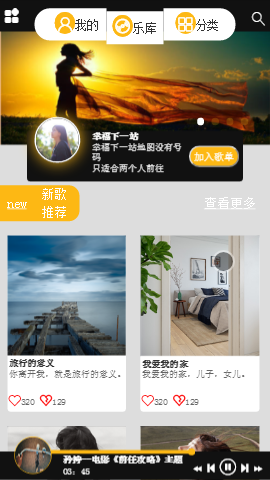 我的
乐库
分类
幸福下一站
幸福下一站地图没有号
码
只适合两个人前往
加入歌单
new
新歌
推荐
查看更多
旅行的意义
你离开我，就是旅行的意义。
320
129
我爱我的家
我爱我的家，儿子，女儿。
320
129
孙怜—电影《前任攻略》主题
03：45